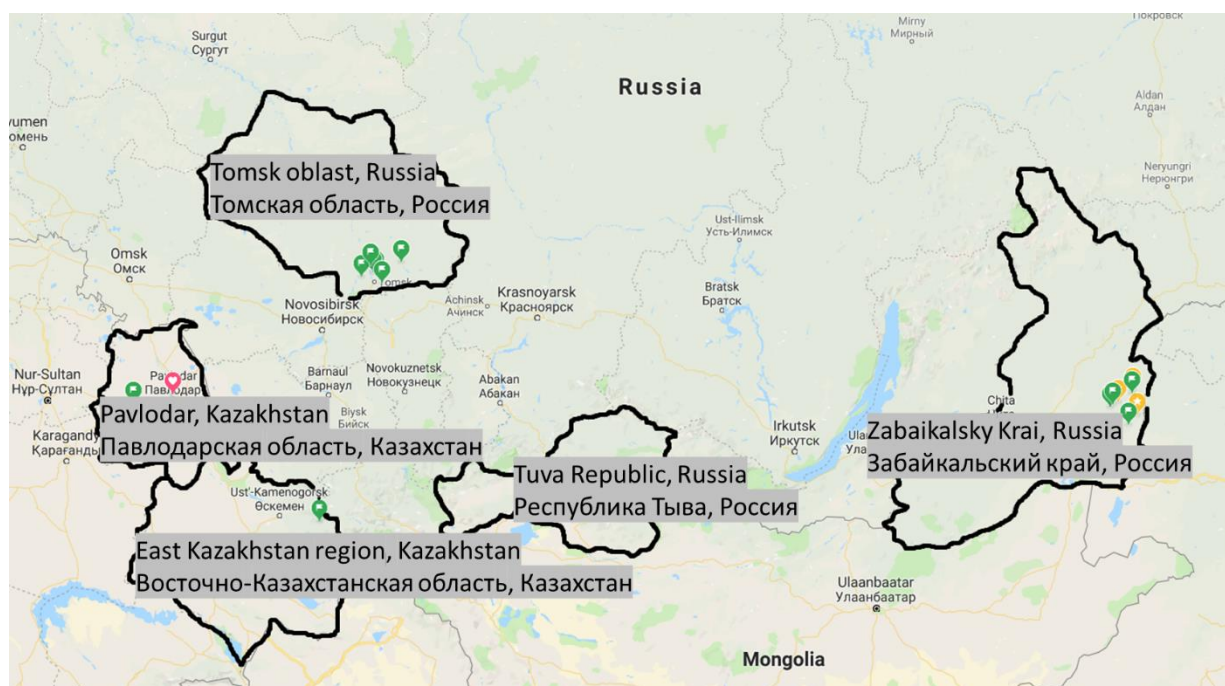 Mirny
Мирный
Покровск
Surgut
Сургут
Russia
Aldan
Алдан
Tomsk oblast, Russia
Томская область, Россия
Neryungri
Нерюнгри
Ust-Ilimsk
Усть-Илимск
Omsk
Омск
Tomsk
Bratsk
Братск
Achinsk
Ачинск
Krasnoyarsk
Красноярск
Novosibirsk
Новосибирск
Nur-Sultan
Нұр-Сұлтан
Павлодар
Barnaul
Барнаул
Novokuznetsk
Новокузнецк
Abakan
Абакан
Chita
Pavlodar, Kazakhstan
Павлодарская область, Казахстан
Biysk
Бийск
Karagandy
Қарағанды
Irkutsk
Иркутск
Zabaikalsky Krai, Russia
Забайкальский край, Россия
Tuva Republic, Russia
Республика Тыва, Россия
Ust'-Kamenogorsk
Өскемен
East Kazakhstan region, Kazakhstan
Восточно-Казахстанская область, Казахстан
Ulaanbaatar
Улаанбаатар
Mongolia